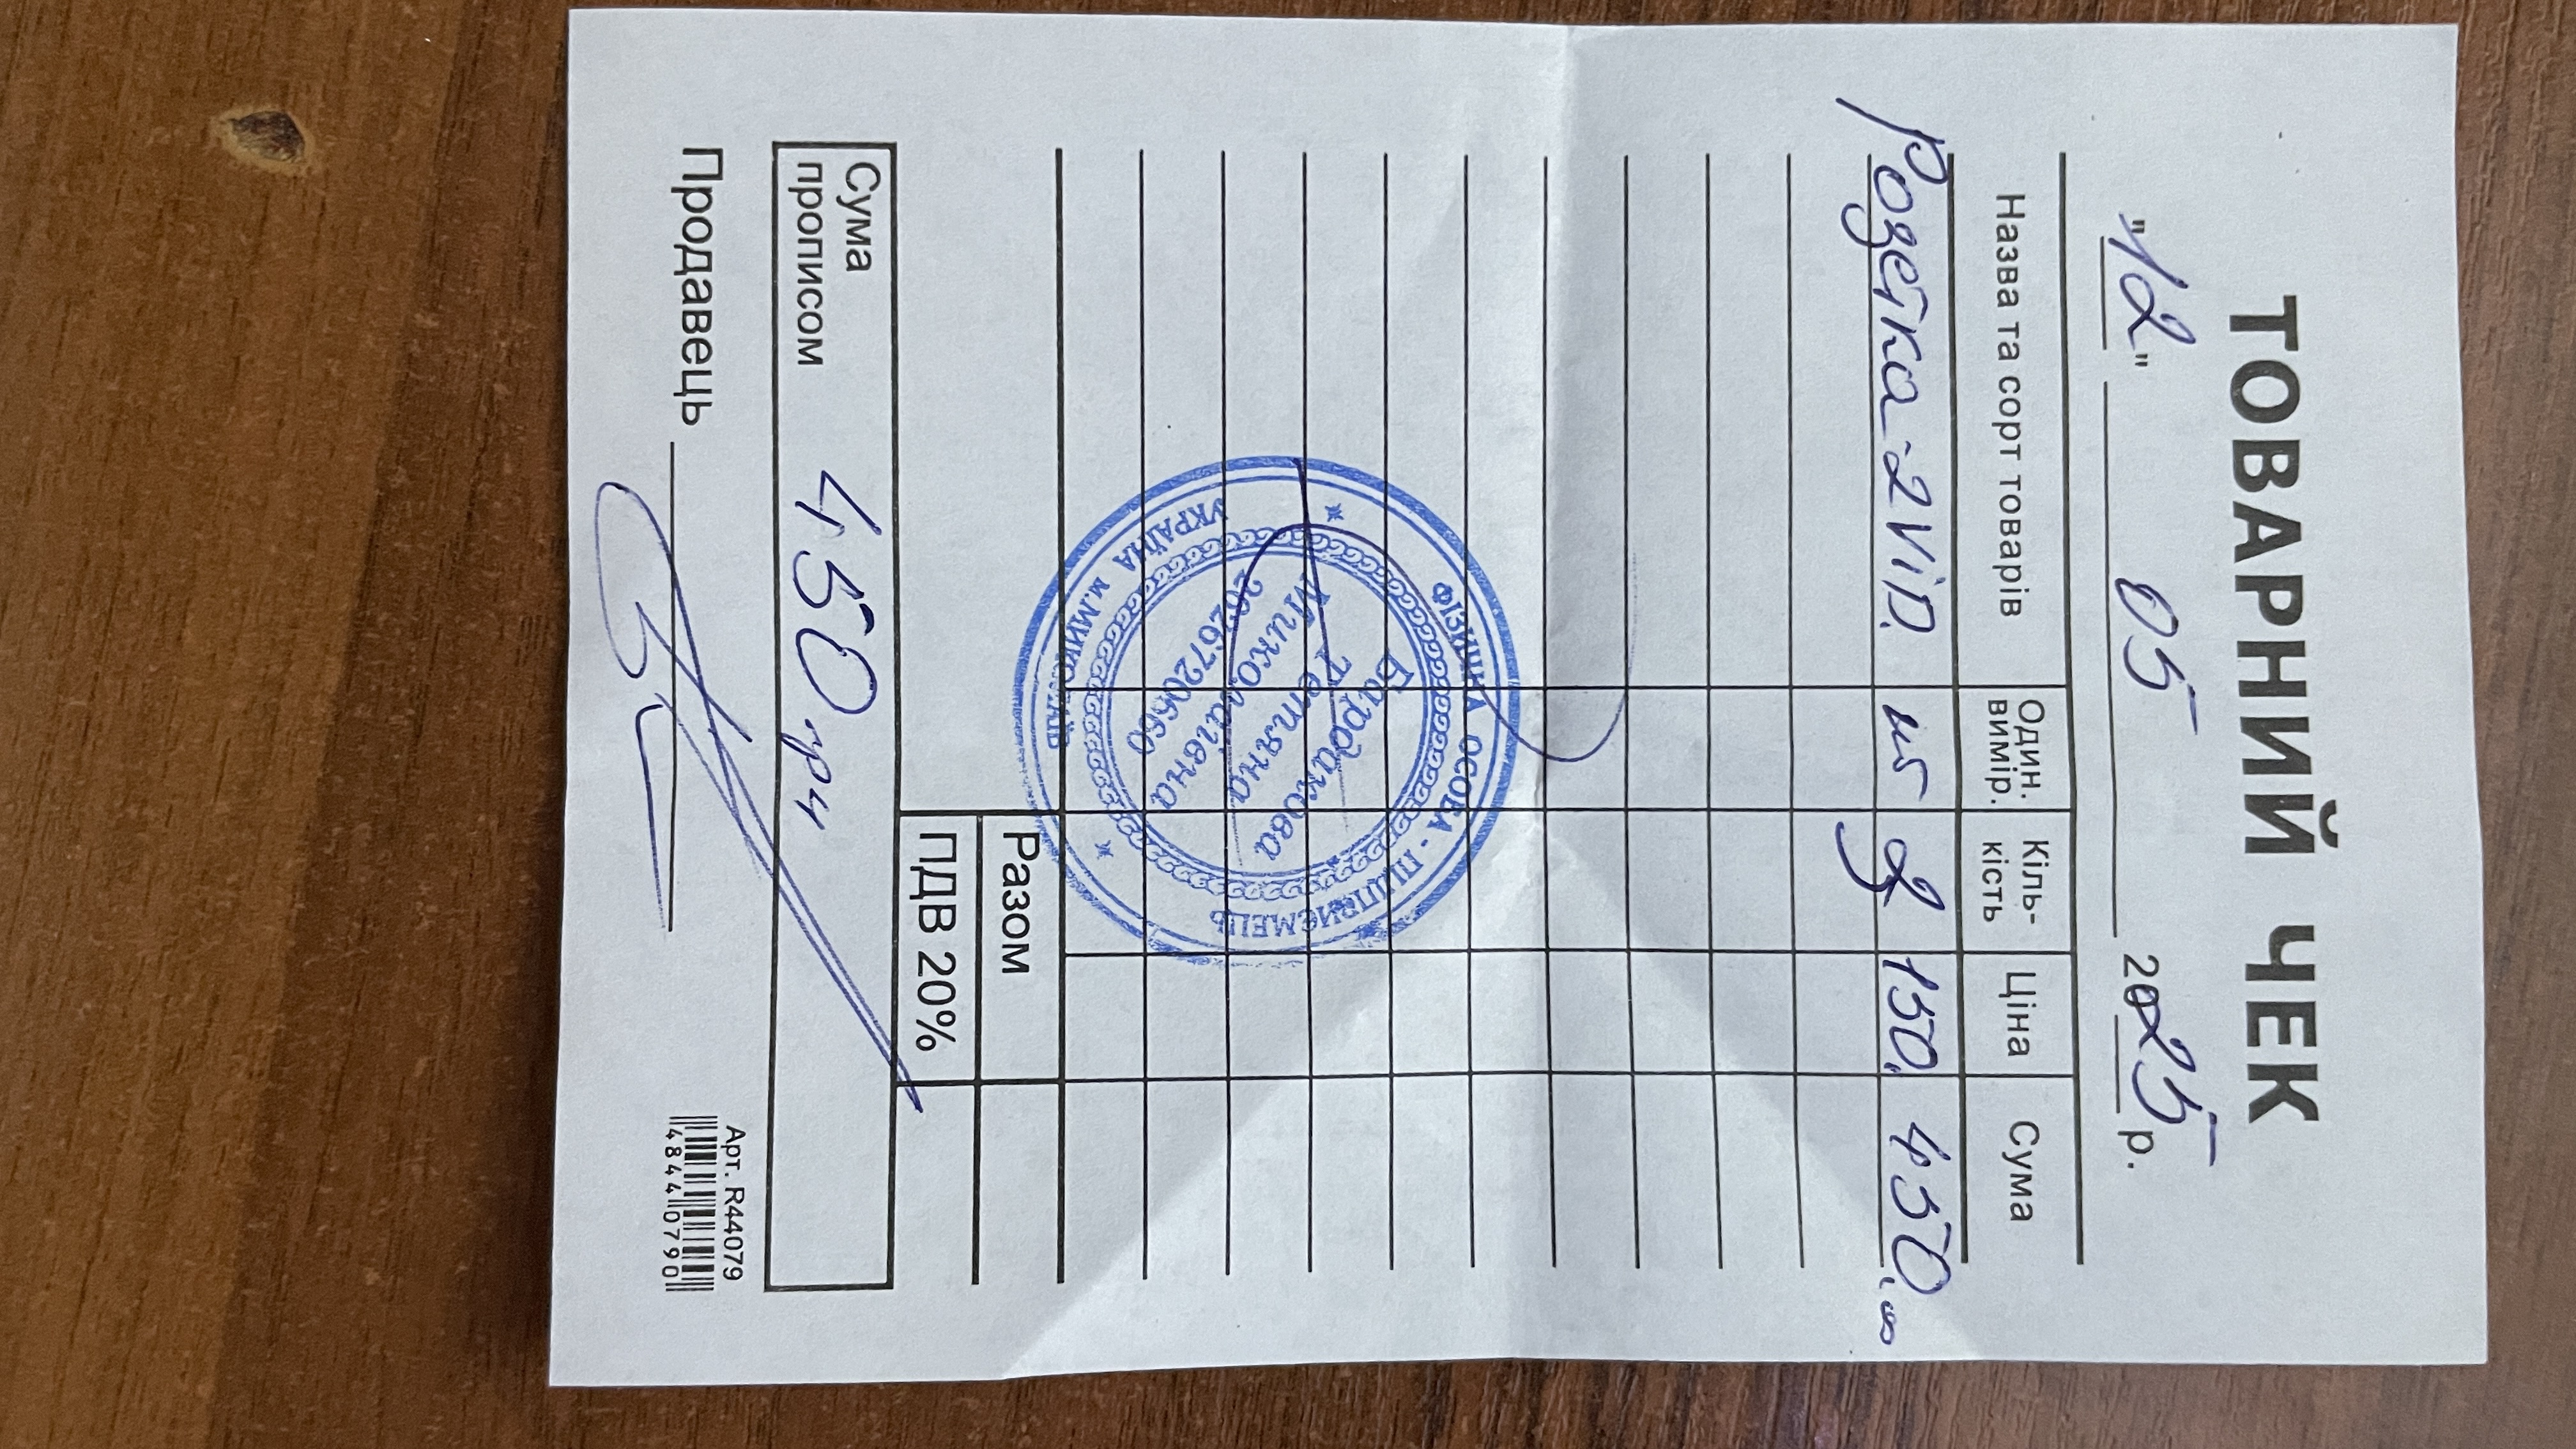 ТОВАРНИЙ ЧЕК
"12" 05 2025 р.
Назва та сорт товарів Один. вимір. Кіль-кість Ціна Сума
Розетка-2ViD. шт 3 150. 450.00
ФІЗИЧНА ОСОБА - ПІДПРИЄМЕЦЬ
Бардакова
Тетяна
Миколаївна
2626720660
УКРАЇНА м.МИКОЛАЇВ
Разом
ПДВ 20%
Сума прописом 450 грн
Продавець
Арт. R44079
48440790